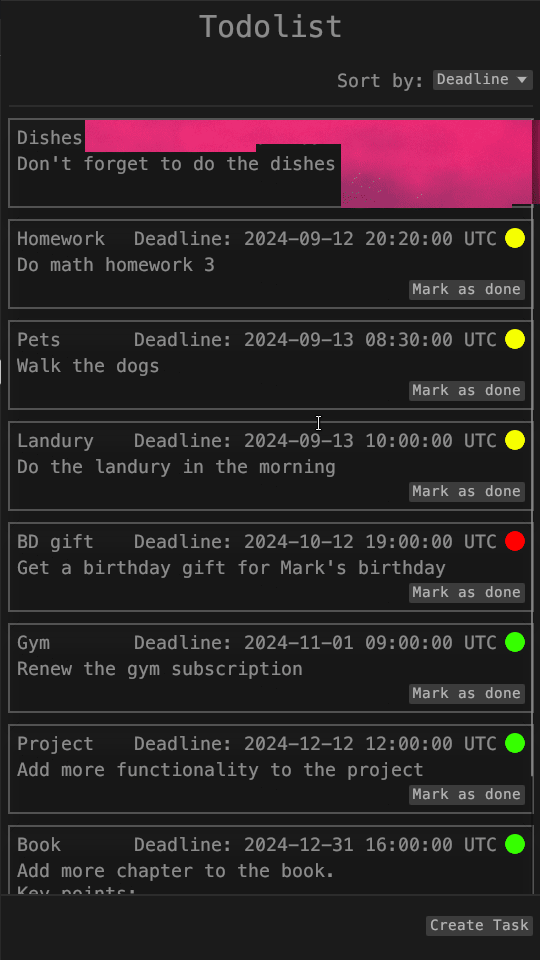 Todolist
Sort by: Deadline
Dishes
Don't forget to do the dishes
Homework Deadline: 2024-09-12 20:20:00 UTC
Do math homework 3
Mark as done
Pets Deadline: 2024-09-13 08:30:00 UTC
Walk the dogs
Mark as done
Landury Deadline: 2024-09-13 10:00:00 UTC
Do the landury in the morning
Mark as done
BD gift Deadline: 2024-10-12 19:00:00 UTC
Get a birthday gift for Mark's birthday
Mark as done
Gym Deadline: 2024-11-01 09:00:00 UTC
Renew the gym subscription
Mark as done
Project Deadline: 2024-12-12 12:00:00 UTC
Add more functionality to the project
Mark as done
Book Deadline: 2024-12-31 16:00:00 UTC
Add more chapter to the book.
Key points:
Create Task